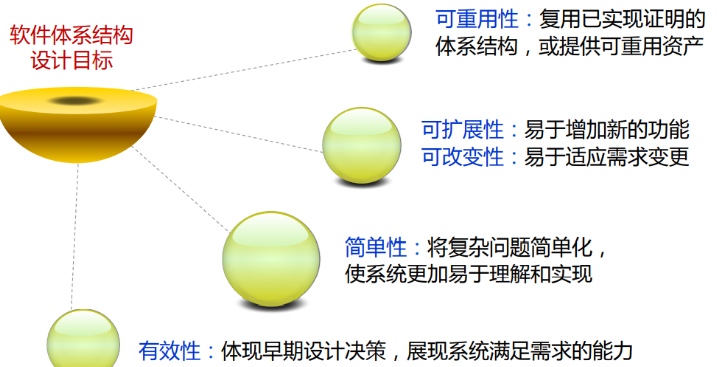 软件体系结构
设计目标
可重用性：复用已实现证明的
体系结构，或提供可重用资产
可扩展性：易于增加新的功能
可改变性：易于适应需求变更
简单性：将复杂问题简单化，
使系统更加易于理解和实现
有效性：体现早期设计决策，展现系统满足需求的能力